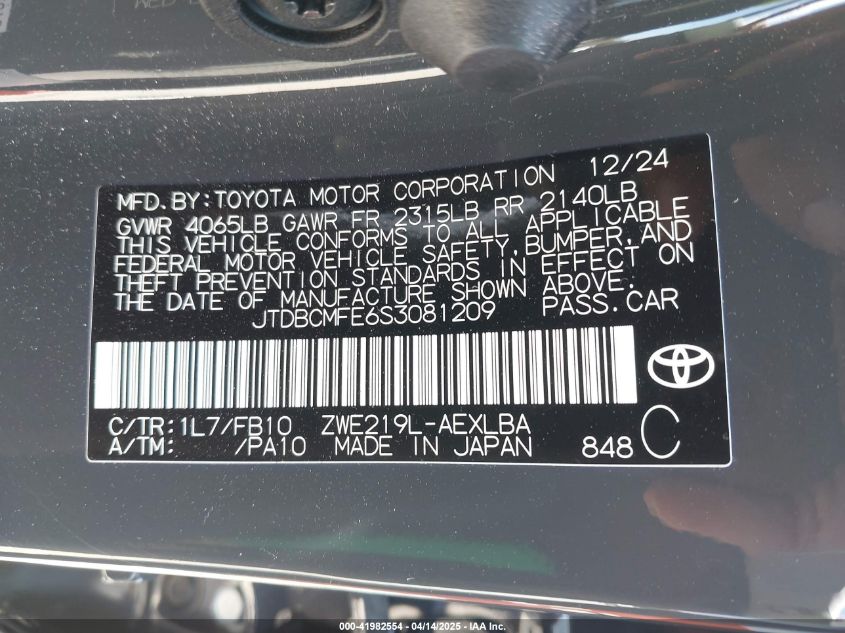 12/24
MFD. BY: TOYOTA MOTOR CORPORATION
GVWR 4065LB GAWR FR 2315LB RR 2140LB
THIS VEHICLE CONFORMS TO ALL APPLICABLE
FEDERAL MOTOR VEHICLE SAFETY, BUMPER, AND
THEFT PREVENTION STANDARDS IN EFFECT ON
THE DATE OF MANUFACTURE SHOWN ABOVE.
JTDBCMFE6S3081209 PASS. CAR
C/TR: 1L7/FB10 ZWE219L-AEXLBA
A/TM: /PA10 MADE IN JAPAN 848 C
000-41982554 - 04/14/2025 - IAA Inc.